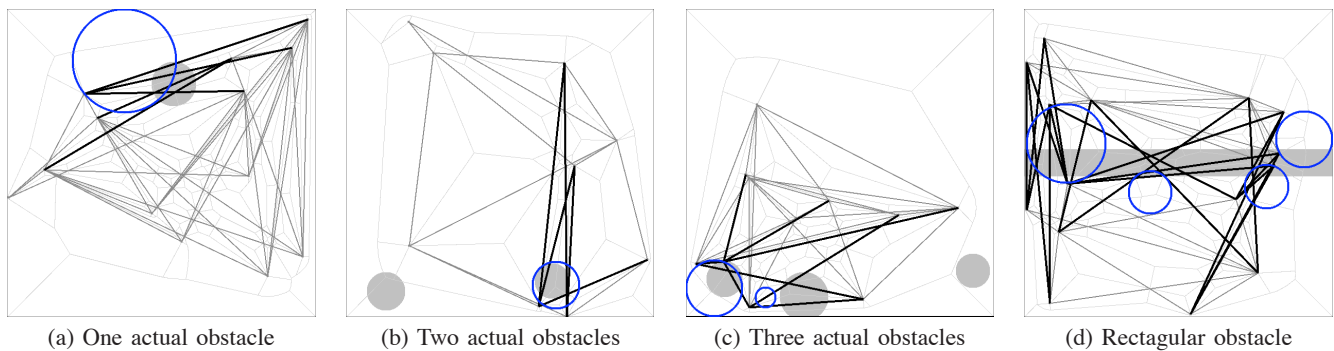 (a) One actual obstacle
(b) Two actual obstacles
(c) Three actual obstacles
(d) Rectagular obstacle